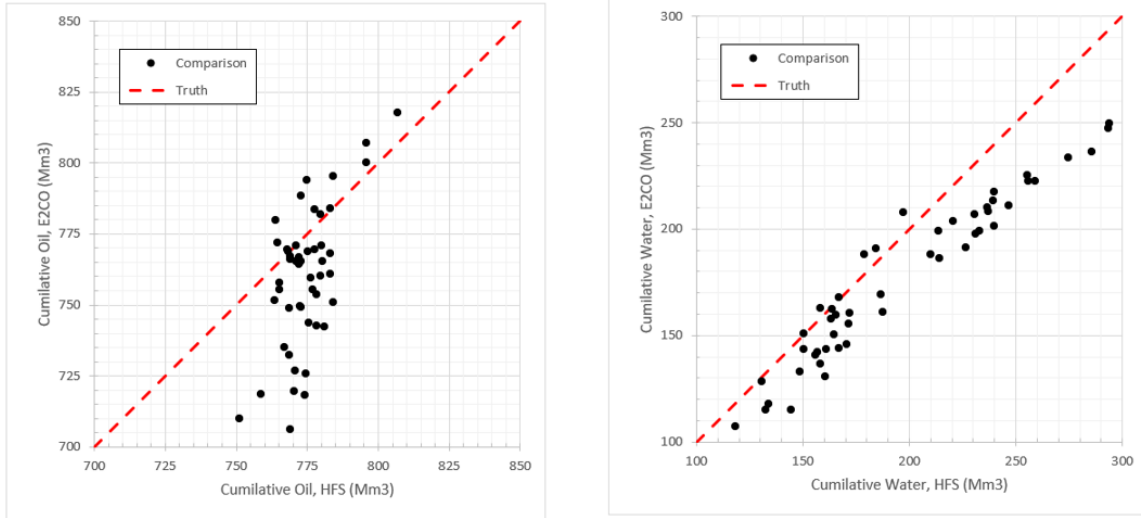 850
825
800
775
750
725
700
Cumilative Oil, E2CO (Mm3)
Comparison
Truth
700 725 750 775 800 825 850
Cumilative Oil, HFS (Mm3)
300
250
200
150
100
Cumilative Water, E2CO (Mm3)
Comparison
Truth
100 150 200 250 300
Cumilative Water, HFS (Mm3)